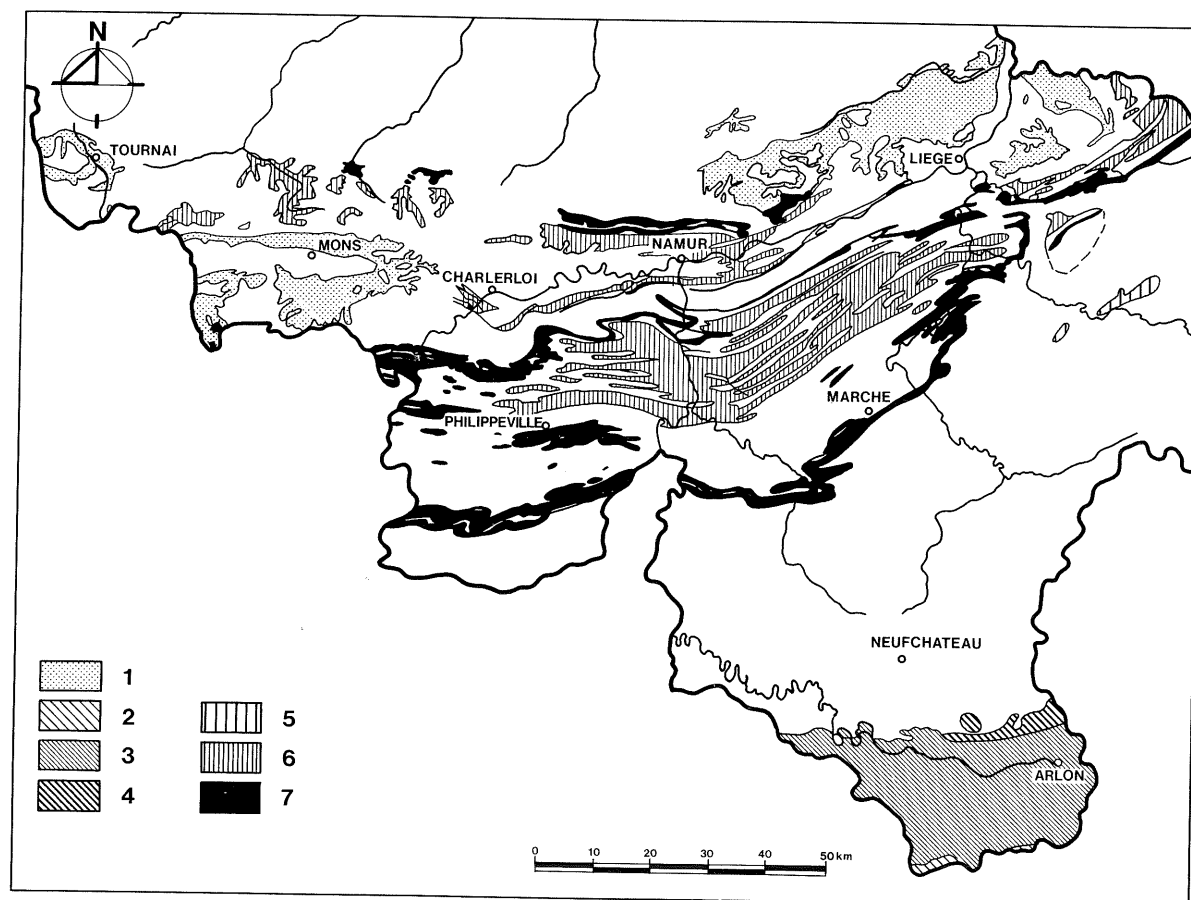 N
TOURNAI
LIEGE
MONS
NAMUR
CHARLERLOI
MARCHE
PHILIPPEVILLE
NEUFCHATEAU
ARLON
1
2
3
4
5
6
7
0 10 20 30 40 50 km